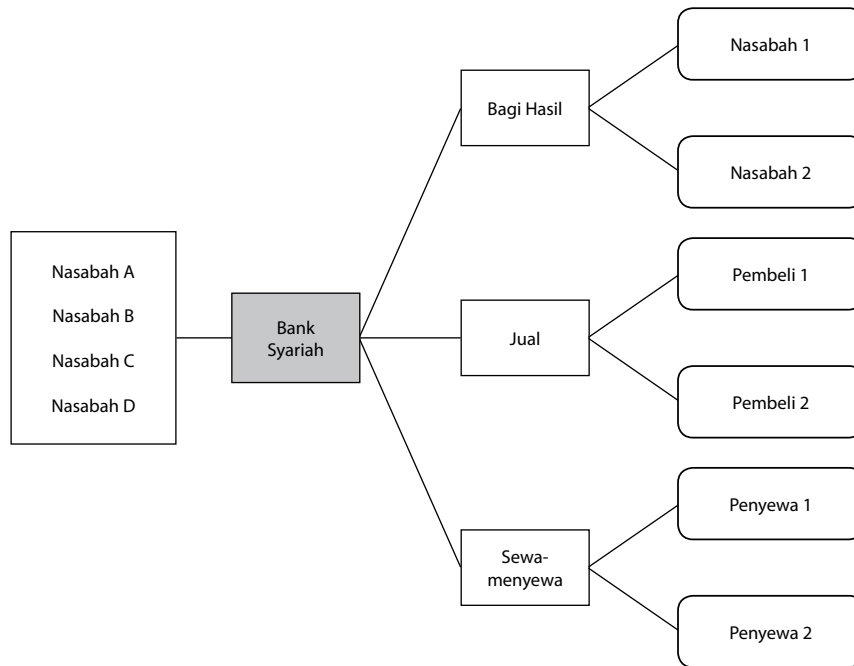 Nasabah A
Nasabah B
Nasabah C
Nasabah D
Bank
Syariah
Bagi Hasil
Nasabah 1
Nasabah 2
Jual
Pembeli 1
Pembeli 2
Sewa-
menyewa
Penyewa 1
Penyewa 2